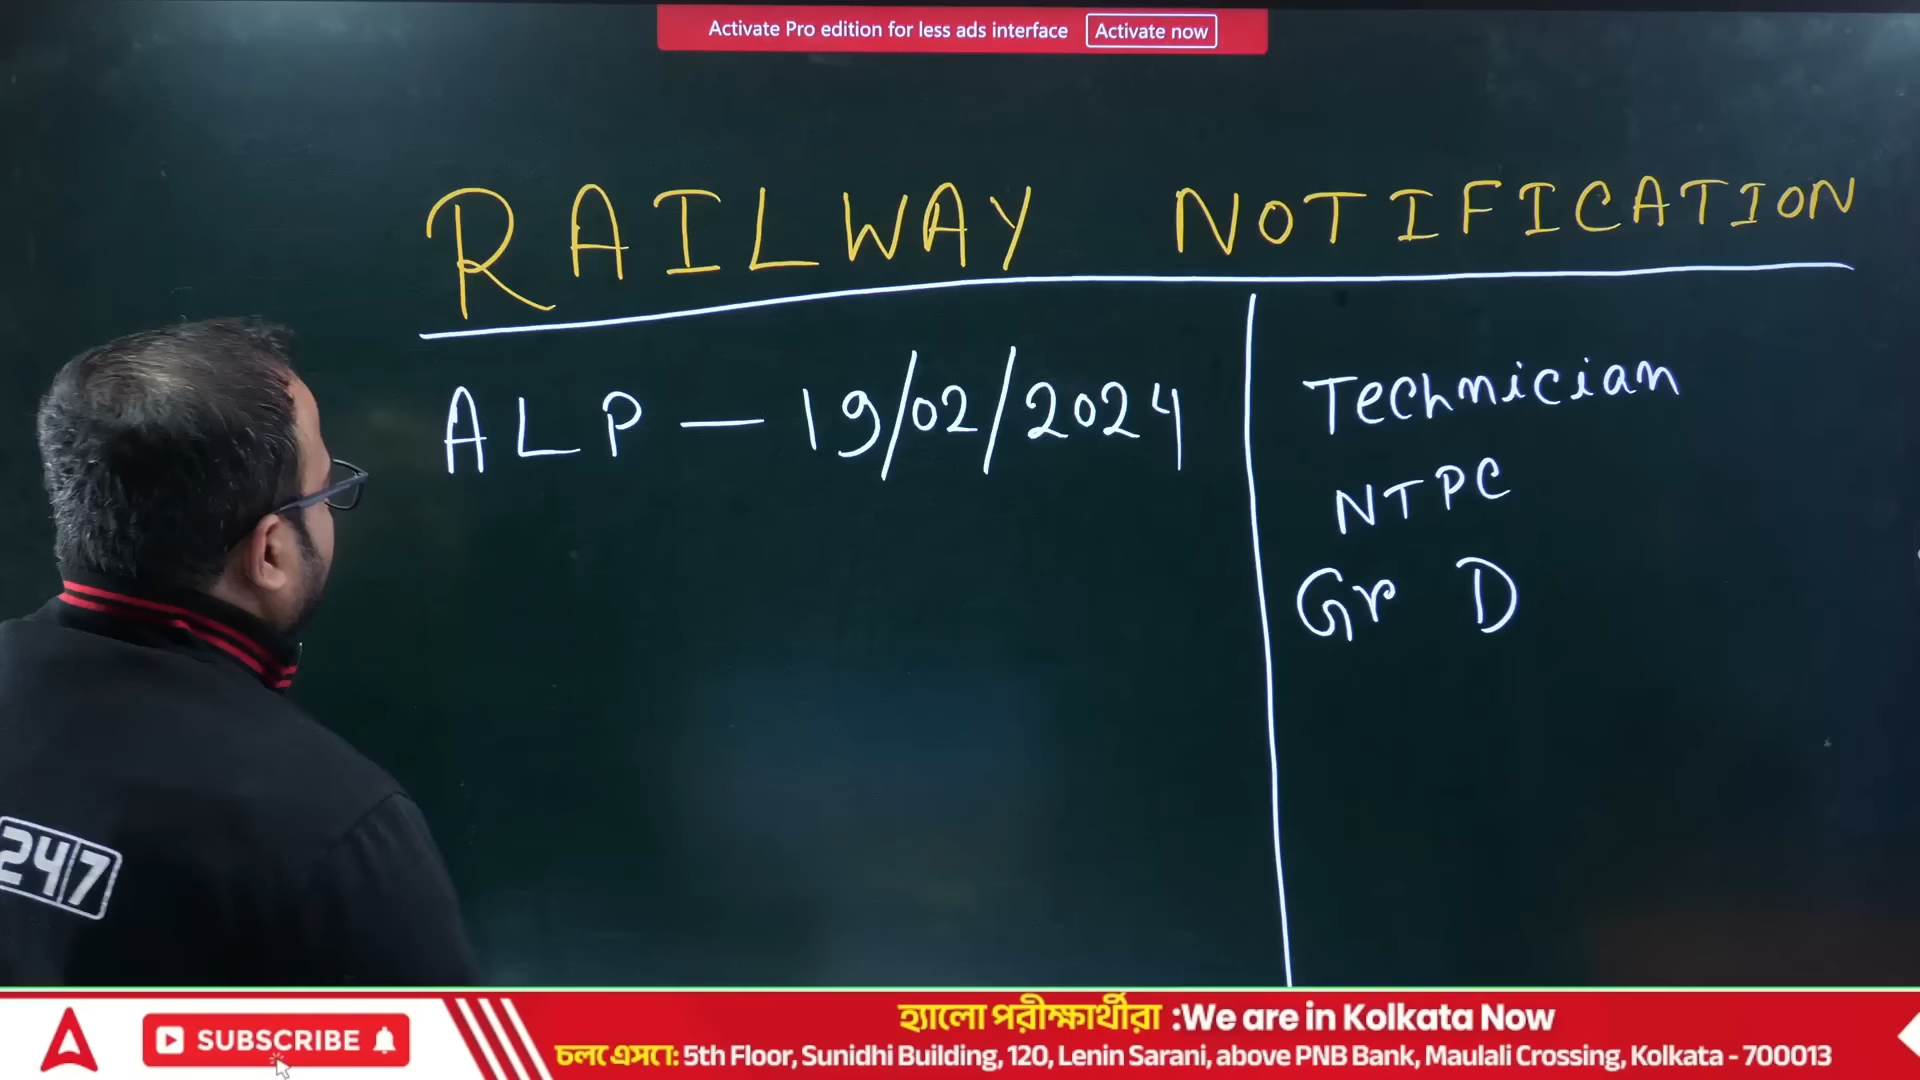 Activate Pro edition for less ads interface Activate now
RAILWAY NOTIFICATION
ALP — 19/02/2024
Technician
NTPC
Gr D
247
SUBSCRIBE
হ্যালো পরীক্ষার্থীরা :We are in Kolkata Now
চলে এসো: 5th Floor, Sunidhi Building, 120, Lenin Sarani, above PNB Bank, Maulali Crossing, Kolkata - 700013